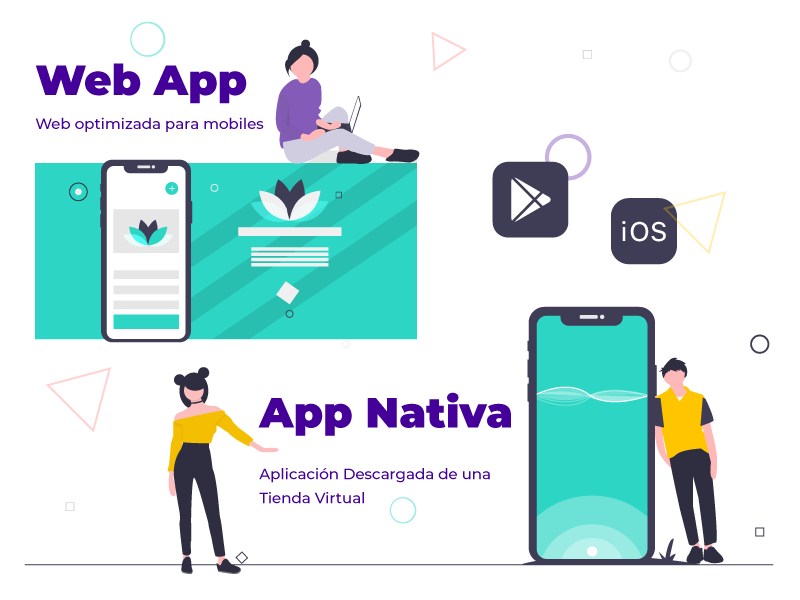 Web App
Web optimizada para mobiles
iOS
App Nativa
Aplicación Descargada de una
Tienda Virtual